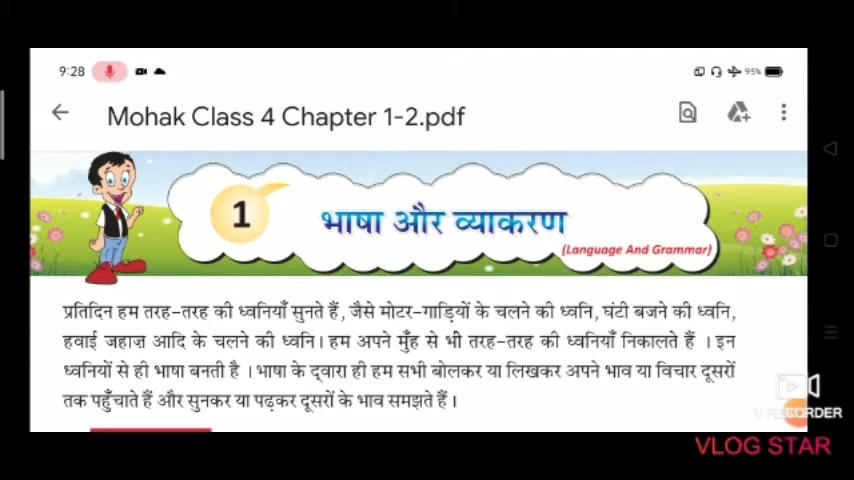 9:28
95%
Mohak Class 4 Chapter 1-2.pdf
1
भाषा और व्याकरण
(Language And Grammar)
प्रतिदिन हम तरह-तरह की ध्वनियाँ सुनते हैं, जैसे मोटर-गाड़ियों के चलने की ध्वनि, घंटी बजने की ध्वनि,
हवाई जहाज़ आदि के चलने की ध्वनि। हम अपने मुँह से भी तरह-तरह की ध्वनियाँ निकालते हैं । इन
ध्वनियों से ही भाषा बनती है । भाषा के द्वारा ही हम सभी बोलकर या लिखकर अपने भाव या विचार दूसरों
तक पहुँचाते हैं और सुनकर या पढ़कर दूसरों के भाव समझते हैं ।
V RECORDER
VLOG STAR